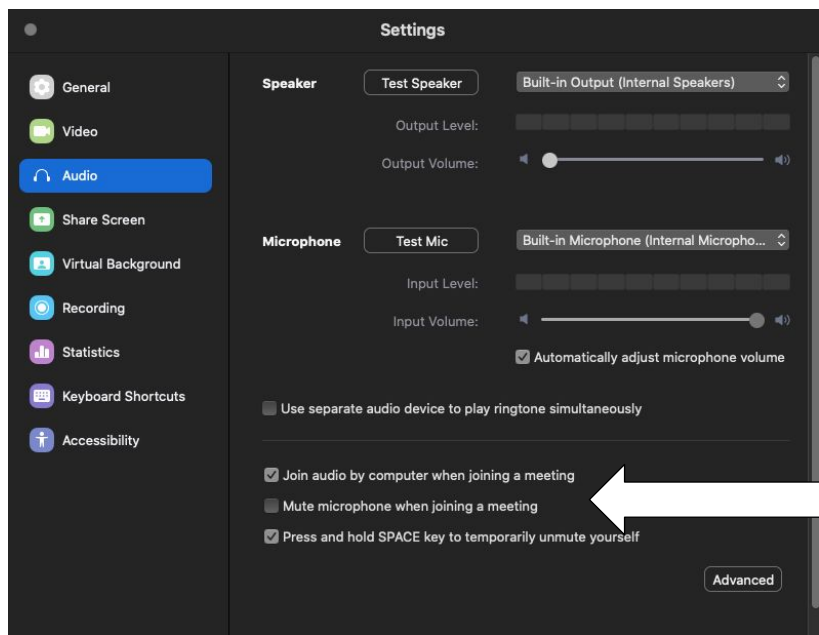 Settings
General
Video
Audio
Share Screen
Virtual Background
Recording
Statistics
Keyboard Shortcuts
Accessibility
Speaker Test Speaker Built-in Output (Internal Speakers)
Output Level:
Output Volume:
Microphone Test Mic Built-in Microphone (Internal Micropho...
Input Level:
Input Volume:
Automatically adjust microphone volume
Use separate audio device to play ringtone simultaneously
Join audio by computer when joining a meeting
Mute microphone when joining a meeting
Press and hold SPACE key to temporarily unmute yourself
Advanced